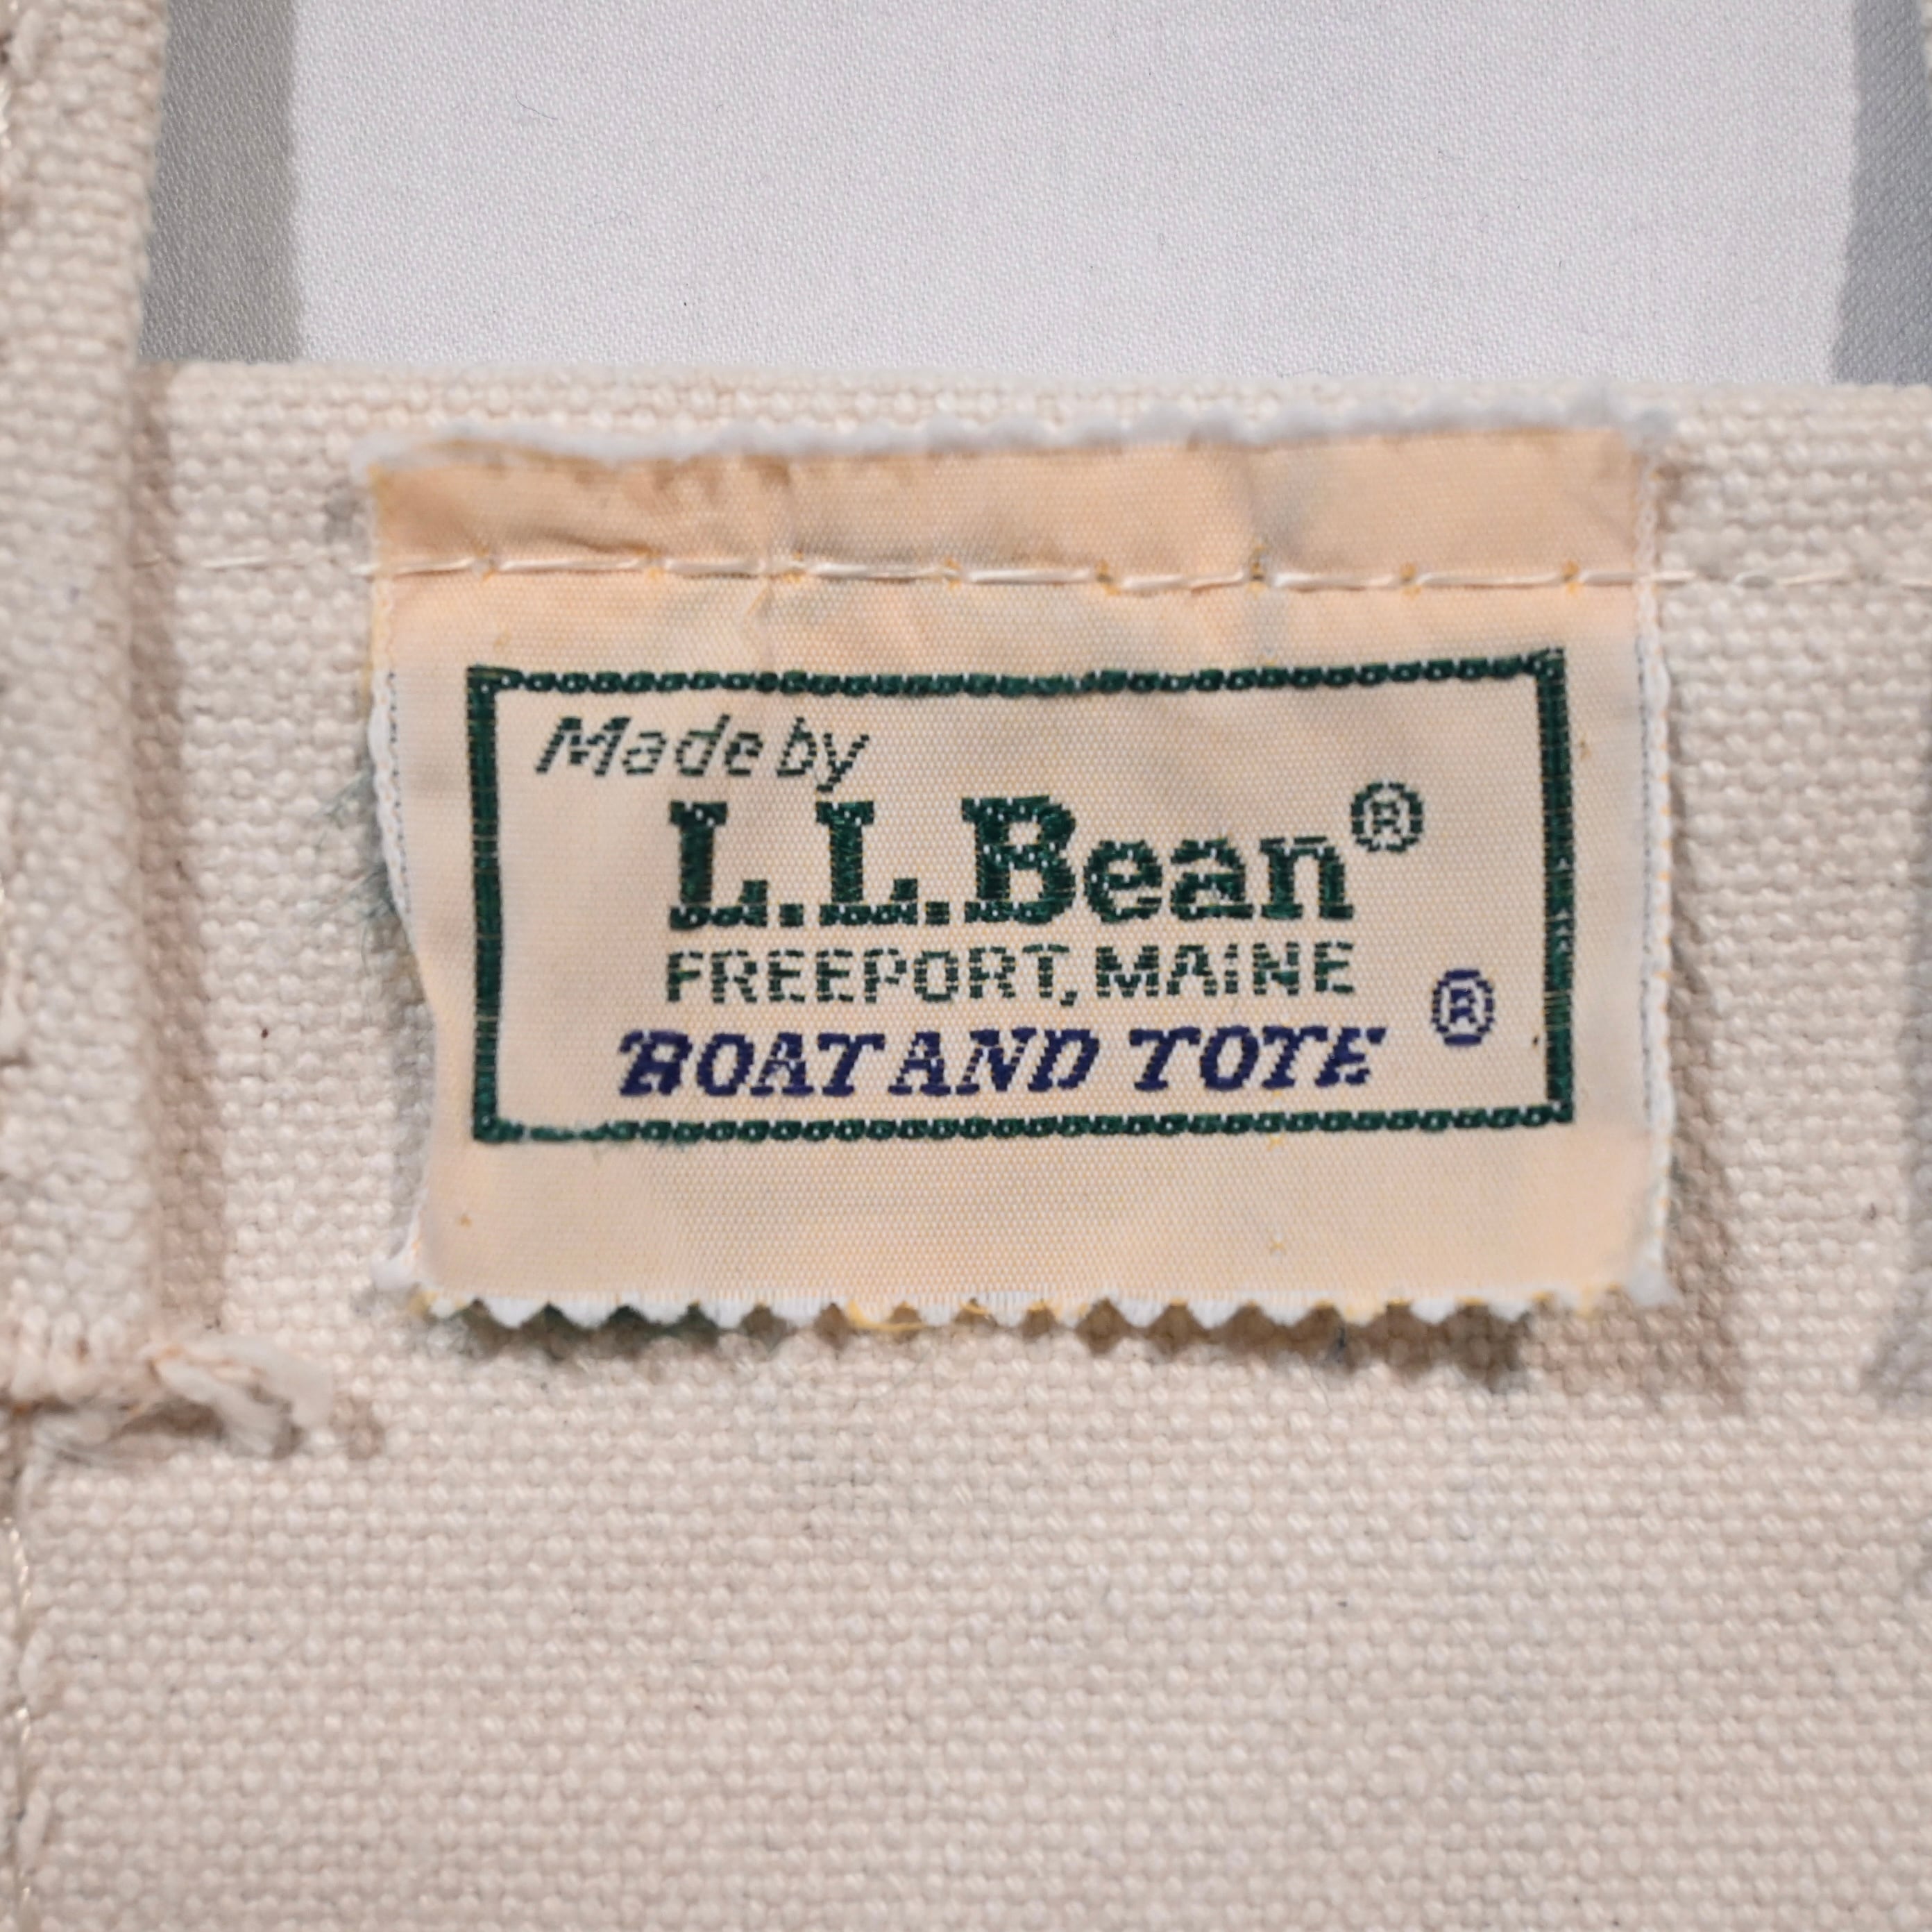 Made by
L.L.Bean®
FREEPORT, MAINE
BOAT AND TOTE ®